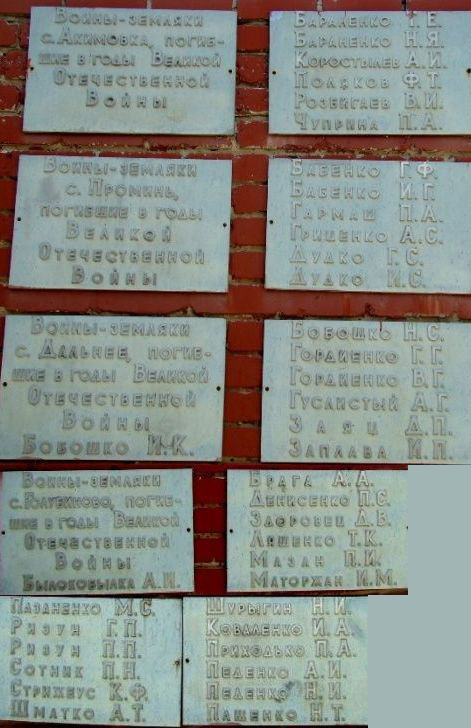 Воины-земляки
с. Акимовка, погиб-
шие в годы Великой
Отечественной
Войны
Бараненко Т.Е.
Бараненко Н.Я.
Коростылев А.И.
Поляков Ф.Т.
Розбигаев В.И.
Чуприна П.А.
Воины-земляки
с. Проминь,
погибшие в годы
Великой
Отечественной
Войны
Бабенко Г.Ф.
Бабенко И.Г.
Гармаш П.А.
Гриценко А.С.
Дудко Г.С.
Дудко И.С.
Воины-земляки
с. Дальнее, погиб-
шие в годы Великой
Отечественной
Войны
Бобошко И.К.
Бобошко Н.С.
Гордиенко Г.Г.
Гордиенко В.Г.
Гуслистый А.Г.
Заяц Д.П.
Заплава И.П.
Воины-земляки
с. Голубиново, погиб-
шие в годы Великой
Отечественной
Войны
Былокобылка А.И.
Брага А.А.
Денисенко П.С.
Здоровец Д.В.
Ляшенко Т.К.
Мазан П.И.
Маторжан И.М.
Пазаненко М.С.
Ризун Г.П.
Ризун П.П.
Сотник П.Н.
Стрижеус К.Ф.
Шматко А.Т.
Шурыгин Н.И.
Коваленко И.А.
Приходько П.А.
Педенко А.И.
Педенко Н.И.
Пащенко Н.Т.